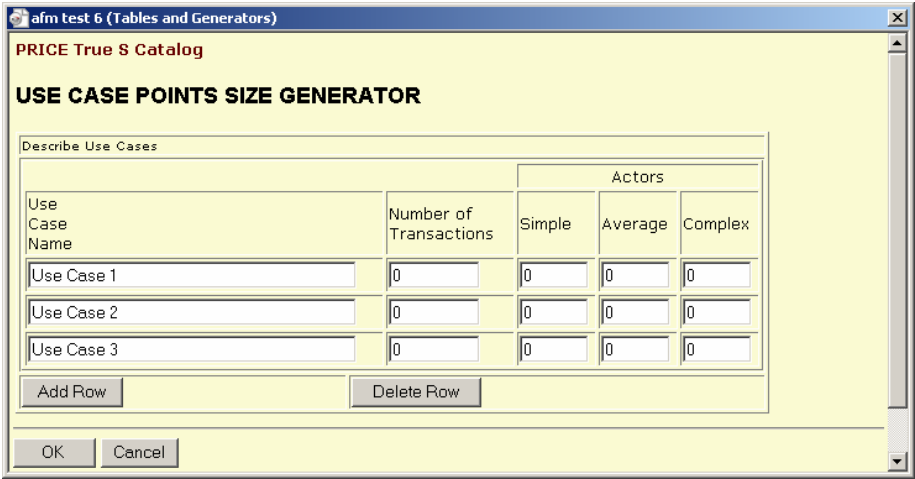 afm test 6 (Tables and Generators)
PRICE True S Catalog
USE CASE POINTS SIZE GENERATOR
Describe Use Cases
Actors
Use
Case
Name
Number of
Transactions
Simple
Average
Complex
Use Case 1 0 0 0 0
Use Case 2 0 0 0 0
Use Case 3 0 0 0 0
Add Row Delete Row
OK Cancel